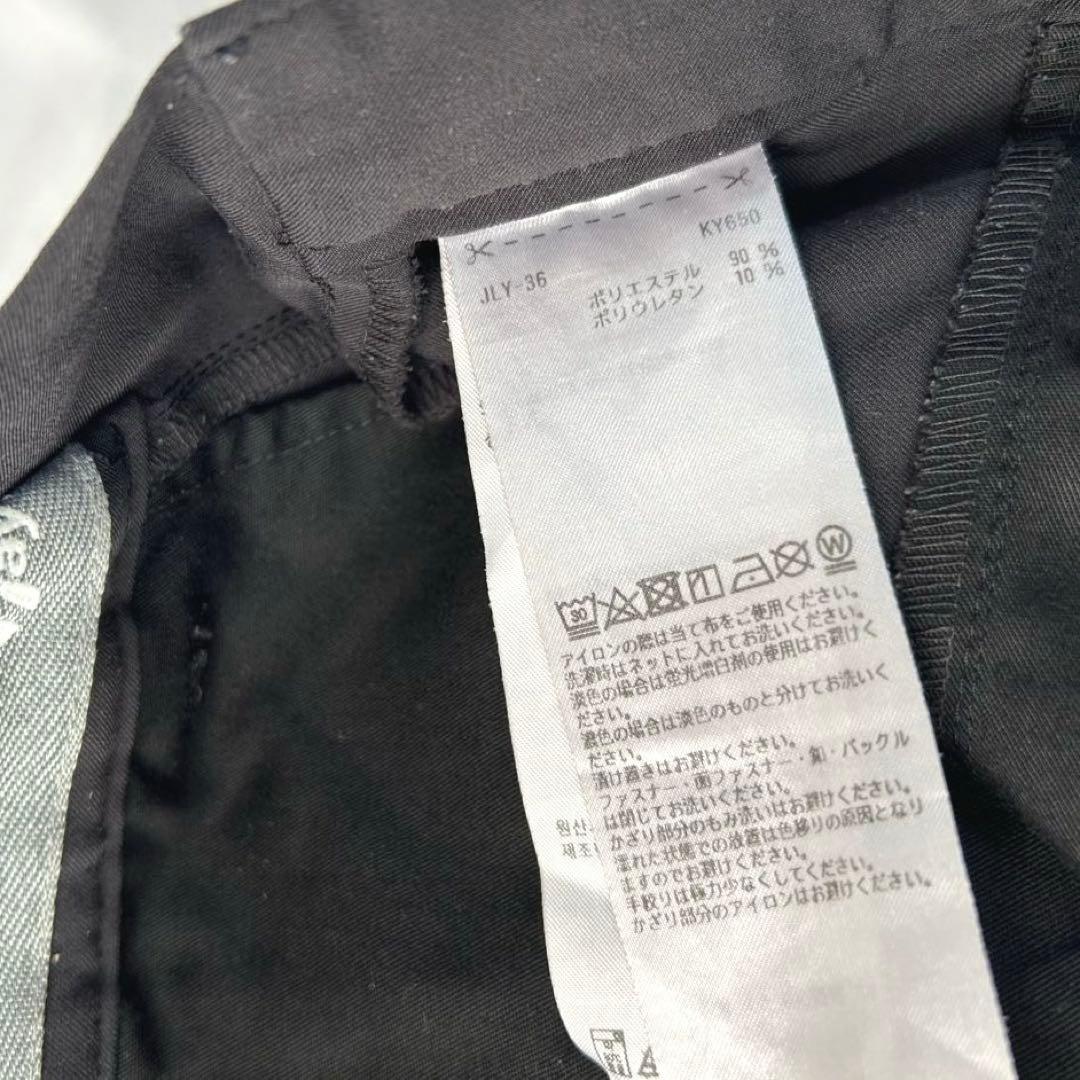 KY650
JLY-36
ポリエステル 90 %
ポリウレタン 10 %
30
W
アイロンの際は当て布をご使用ください。
洗濯時はネットに入れてお洗いください。
淡色の場合は蛍光漂白剤の使用はお避けく
ださい。
濃色の場合は淡色のものと分けてお洗いく
ださい。
漬け置きはお避けください。
ファスナー・面ファスナー・釦・バックル
は閉じてお洗いください。
かざり部分のもみ洗いはお避けください。
濡れた状態での放置は色移りの原因となり
ますのでお避けください。
手絞りは極力少なくしてください。
かざり部分のアイロンはお避けください。
원산
제조